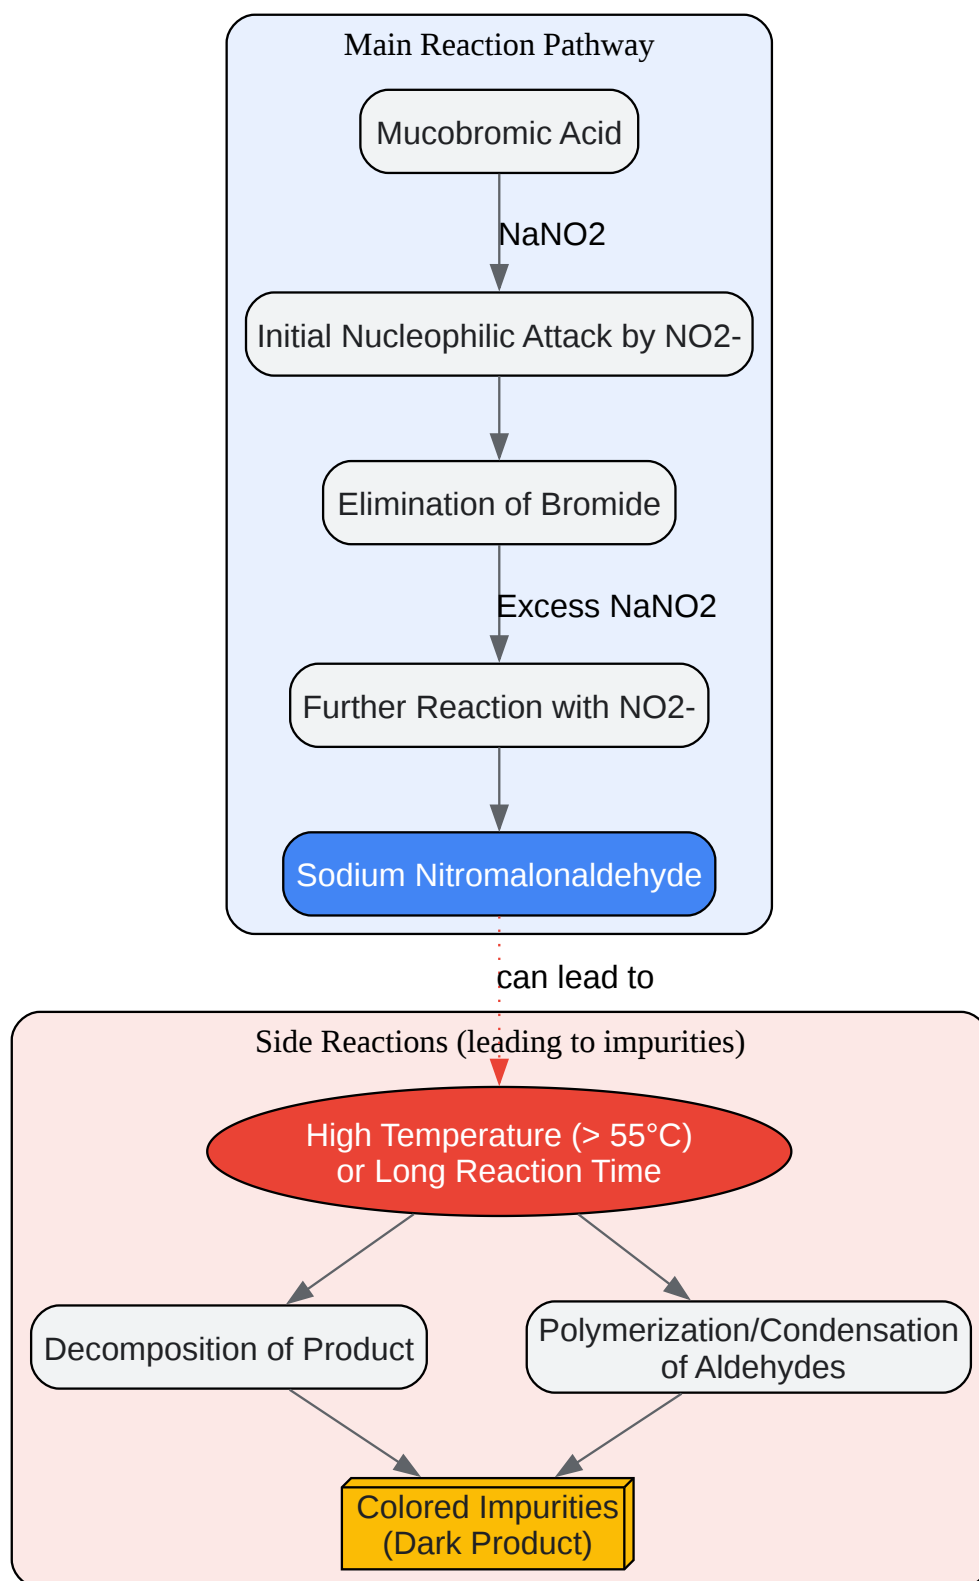 Main Reaction Pathway
Mucobromic Acid
NaNO2
Initial Nucleophilic Attack by NO2-
Elimination of Bromide
Excess NaNO2
Further Reaction with NO2-
Sodium Nitromalonaldehyde
can lead to
Side Reactions (leading to impurities)
High Temperature (> 55°C)
or Long Reaction Time
Decomposition of Product
Polymerization/Condensation
of Aldehydes
Colored Impurities
(Dark Product)